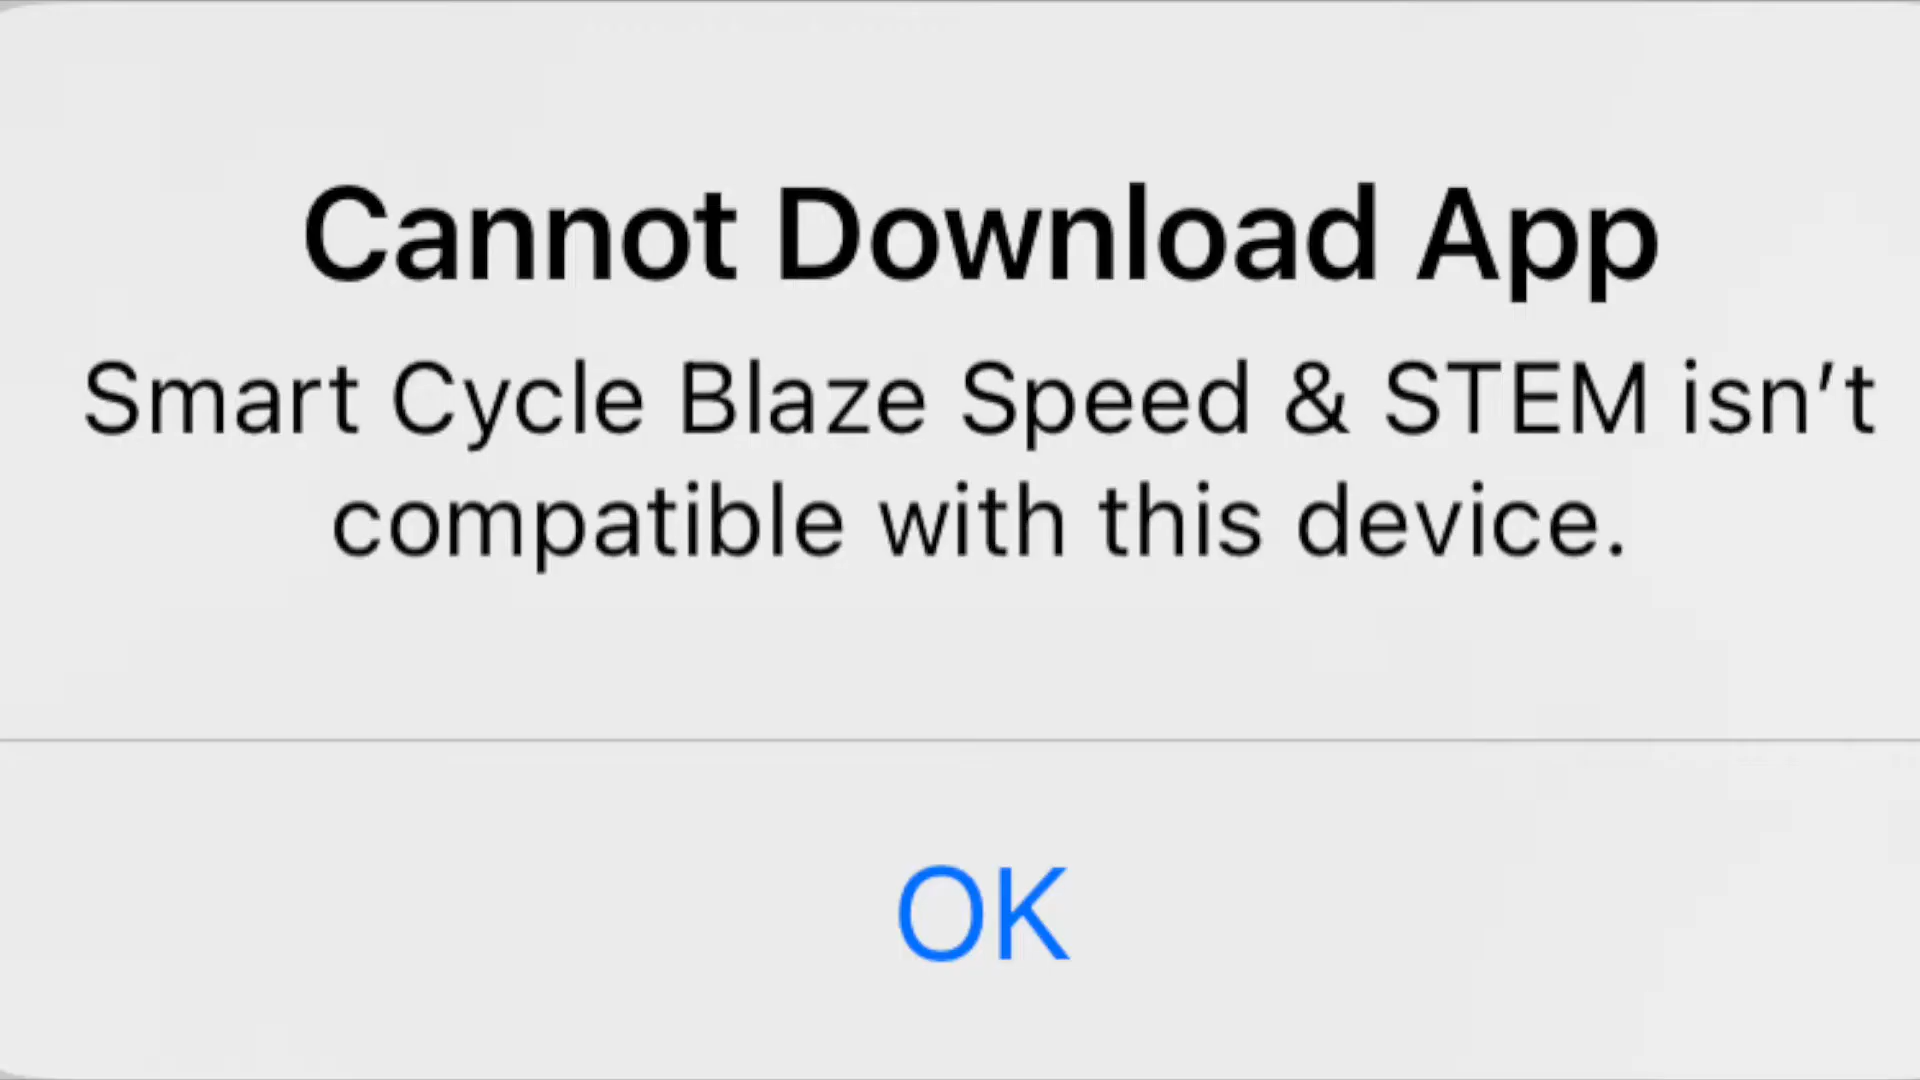 Cannot Download App
Smart Cycle Blaze Speed & STEM isn’t
compatible with this device.
OK